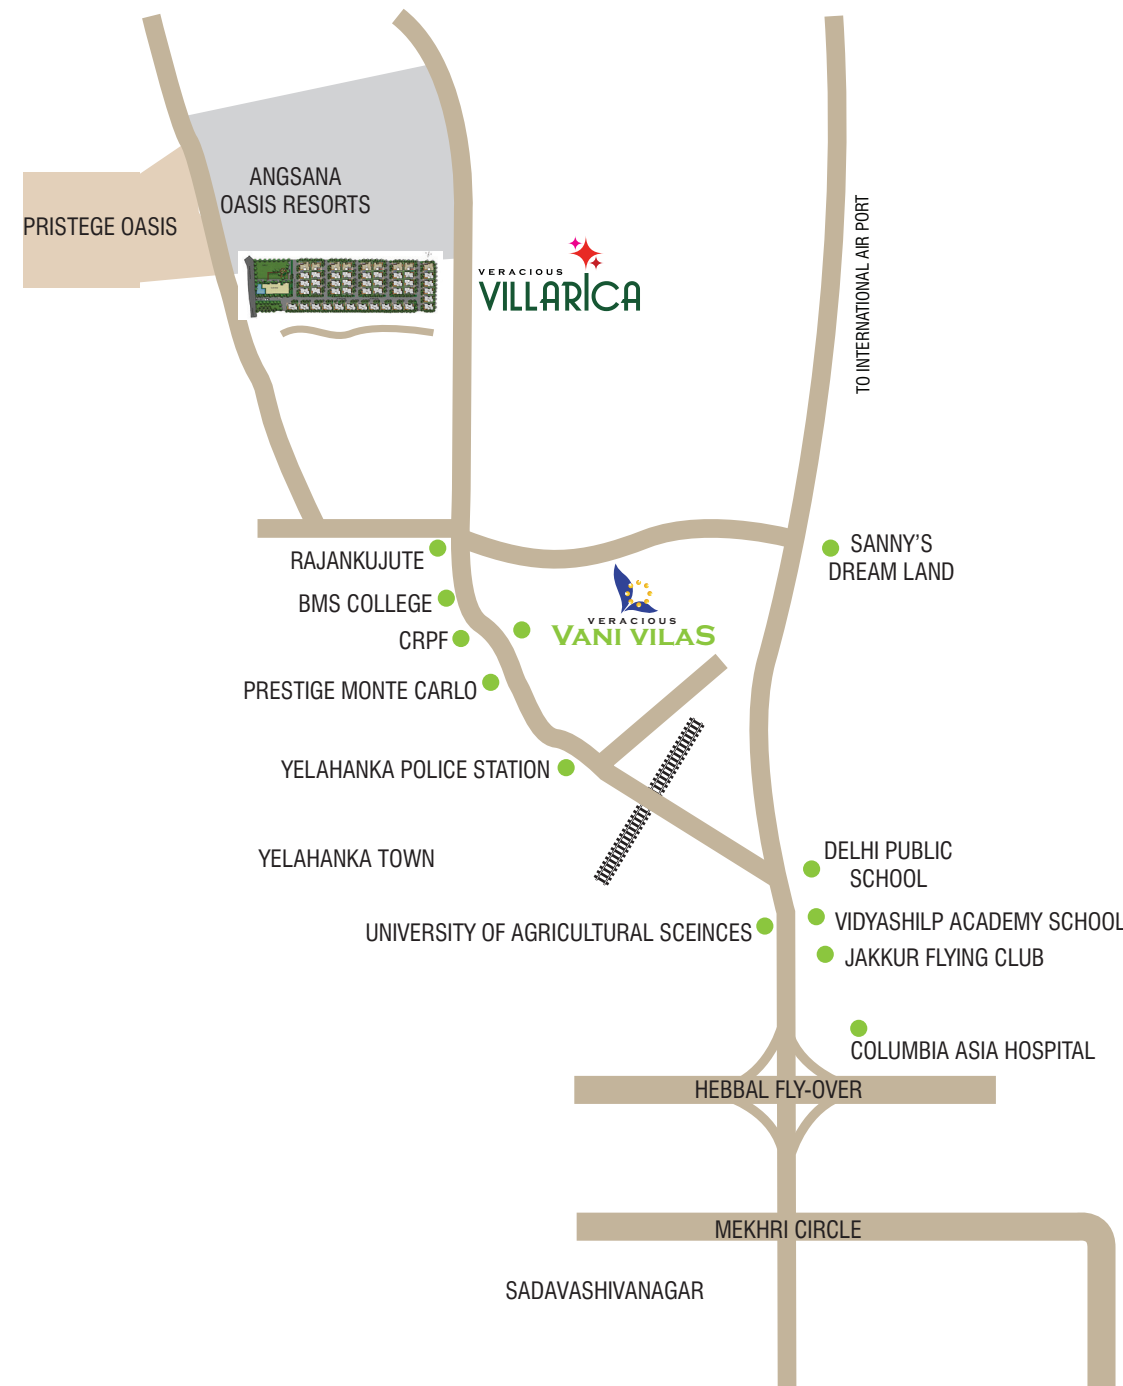 ANGSANA
OASIS RESORTS
PRISTEGE OASIS
VERACIOUS
VILLARICA
TO INTERNATIONAL AIR PORT
RAJANKUJUTE
SANNY'S
DREAM LAND
BMS COLLEGE
VERACIOUS
VANI VILAS
CRPF
PRESTIGE MONTE CARLO
YELAHANKA POLICE STATION
YELAHANKA TOWN
DELHI PUBLIC
SCHOOL
UNIVERSITY OF AGRICULTURAL SCEINCES
VIDYASHILP ACADEMY SCHOOL
JAKKUR FLYING CLUB
COLUMBIA ASIA HOSPITAL
HEBBAL FLY-OVER
MEKHRI CIRCLE
SADAVASHIVANAGAR